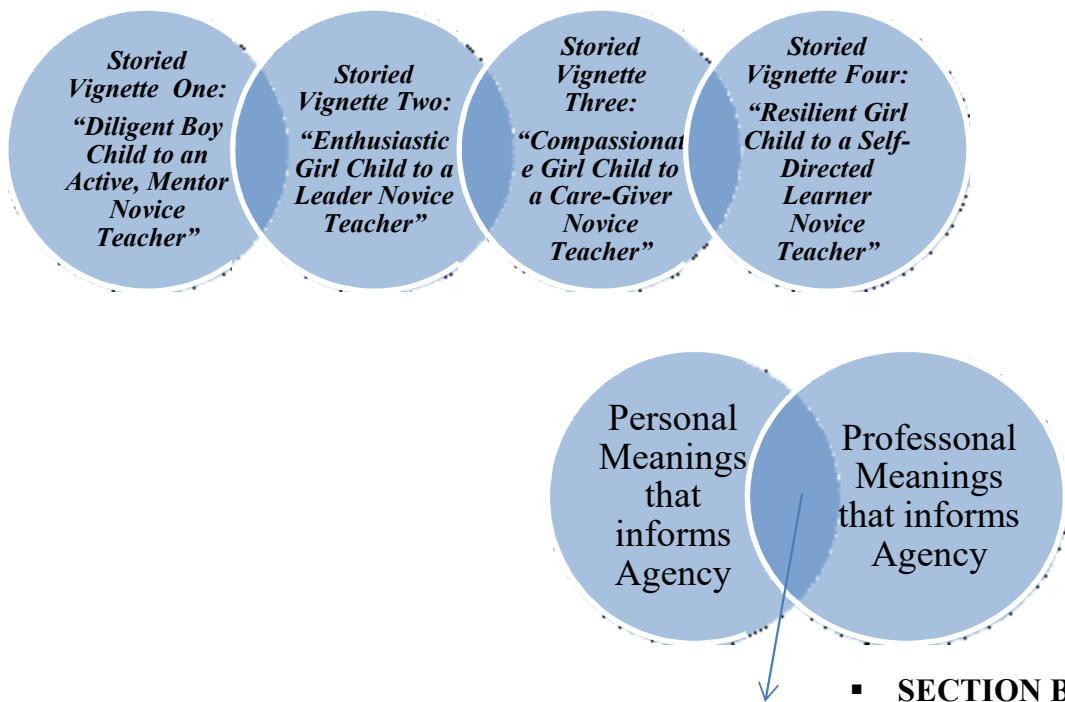 Storied
Vignette One:
“Diligent Boy
Child to an
Active, Mentor
Novice
Teacher”
Storied
Vignette Two:
“Enthusiastic
Girl Child to a
Leader Novice
Teacher”
Storied
Vignette
Three:
“Compassionat
e Girl Child to
a Care-Giver
Novice
Teacher”
Storied
Vignette Four:
“Resilient Girl
Child to a Self-
Directed
Learner
Novice
Teacher”
Personal
Meanings
that
informs
Agency
Professonal
Meanings
that informs
Agency
▪ SECTION B